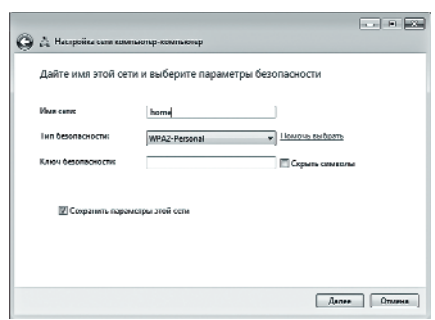 Настройка сети компьютер-компьютер
Дайте имя этой сети и выберите параметры безопасности
Имя сети: home
Тип безопасности: WPA2-Personal Помочь выбрать
Ключ безопасности: Скрыть символы
Сохранить параметры этой сети
Далее Отмена